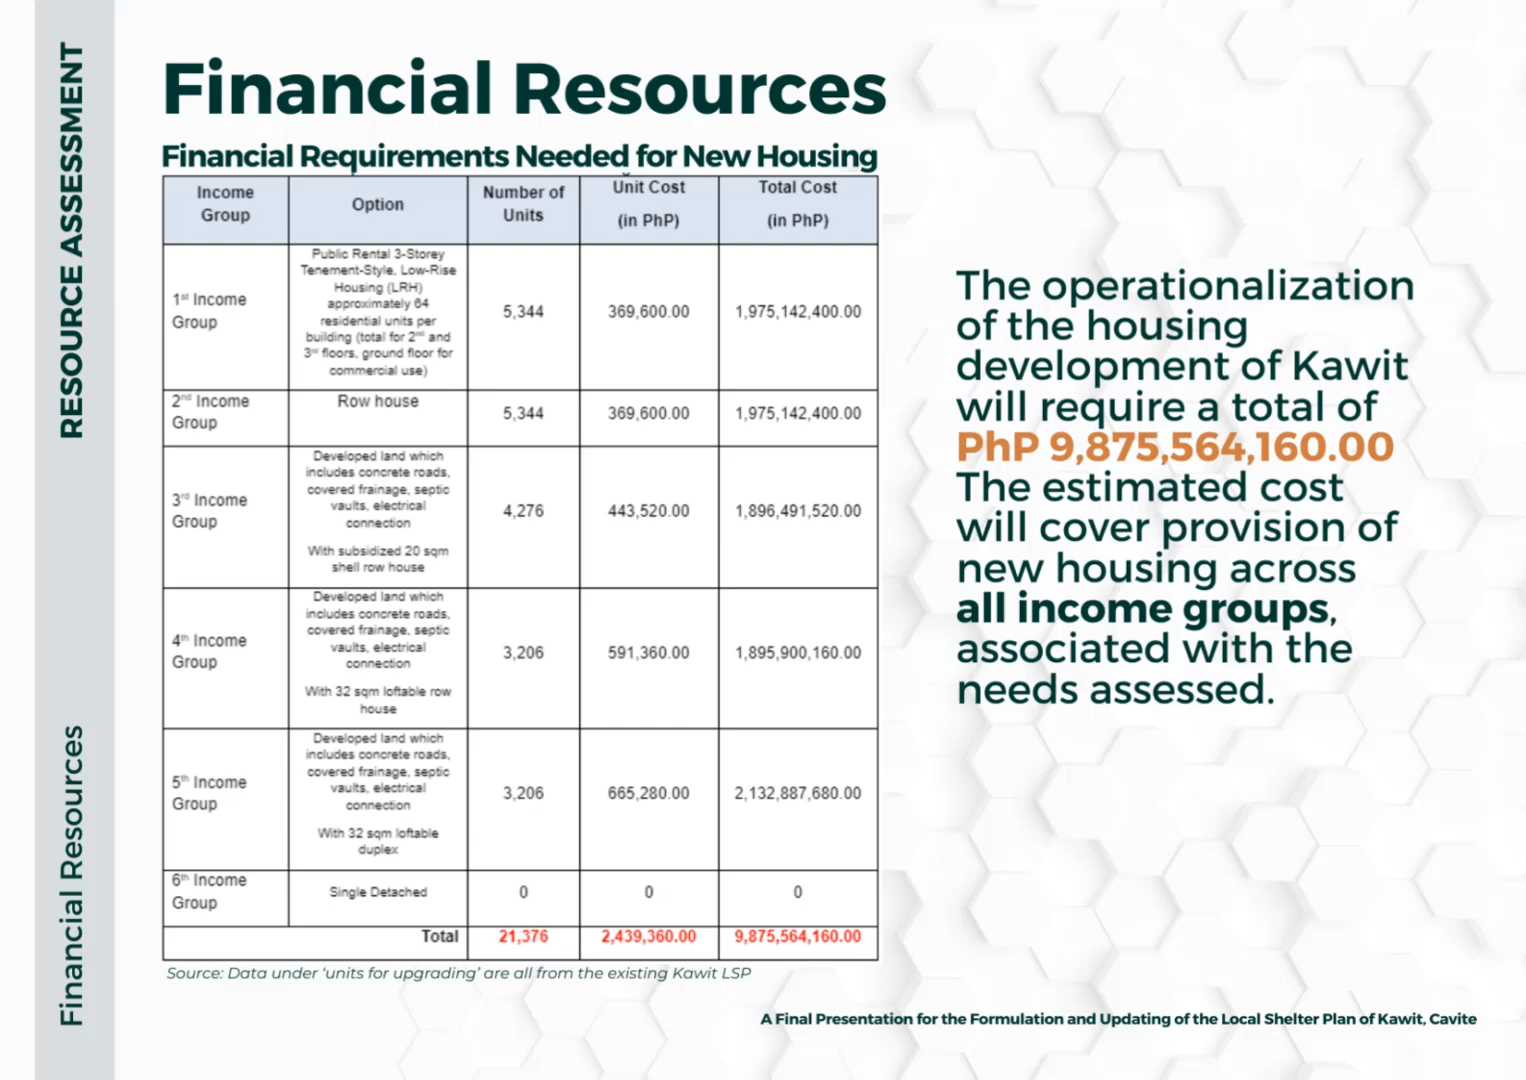 RESOURCE ASSESSMENT
Financial Resources
Financial Resources
Financial Requirements Needed for New Housing
Income Group
Option
Number of Units
Unit Cost (in PhP)
Total Cost (in PhP)
1st Income Group
Public Rental 3-Storey
Tenement-Style, Low-Rise
Housing (LRH)
approximately 64
residential units per
building (total for 2nd and
3rd floors, ground floor for
commercial use)
5,344
369,600.00
1,975,142,400.00
2nd Income Group
Row house
5,344
369,600.00
1,975,142,400.00
3rd Income Group
Developed land which
includes concrete roads,
covered frainage, septic
vaults, electrical
connection
With subsidized 20 sqm
shell row house
4,276
443,520.00
1,896,491,520.00
4th Income Group
Developed land which
includes concrete roads,
covered frainage, septic
vaults, electrical
connection
With 32 sqm loftable row
house
3,206
591,360.00
1,895,900,160.00
5th Income Group
Developed land which
includes concrete roads,
covered frainage, septic
vaults, electrical
connection
With 32 sqm loftable
duplex
3,206
665,280.00
2,132,887,680.00
6th Income Group
Single Detached
0
0
0
Total
21,376
2,439,360.00
9,875,564,160.00
Source: Data under ‘units for upgrading’ are all from the existing Kawit LSP
The operationalization
of the housing
development of Kawit
will require a total of
PhP 9,875,564,160.00
The estimated cost
will cover provision of
new housing across
all income groups,
associated with the
needs assessed.
A Final Presentation for the Formulation and Updating of the Local Shelter Plan of Kawit, Cavite